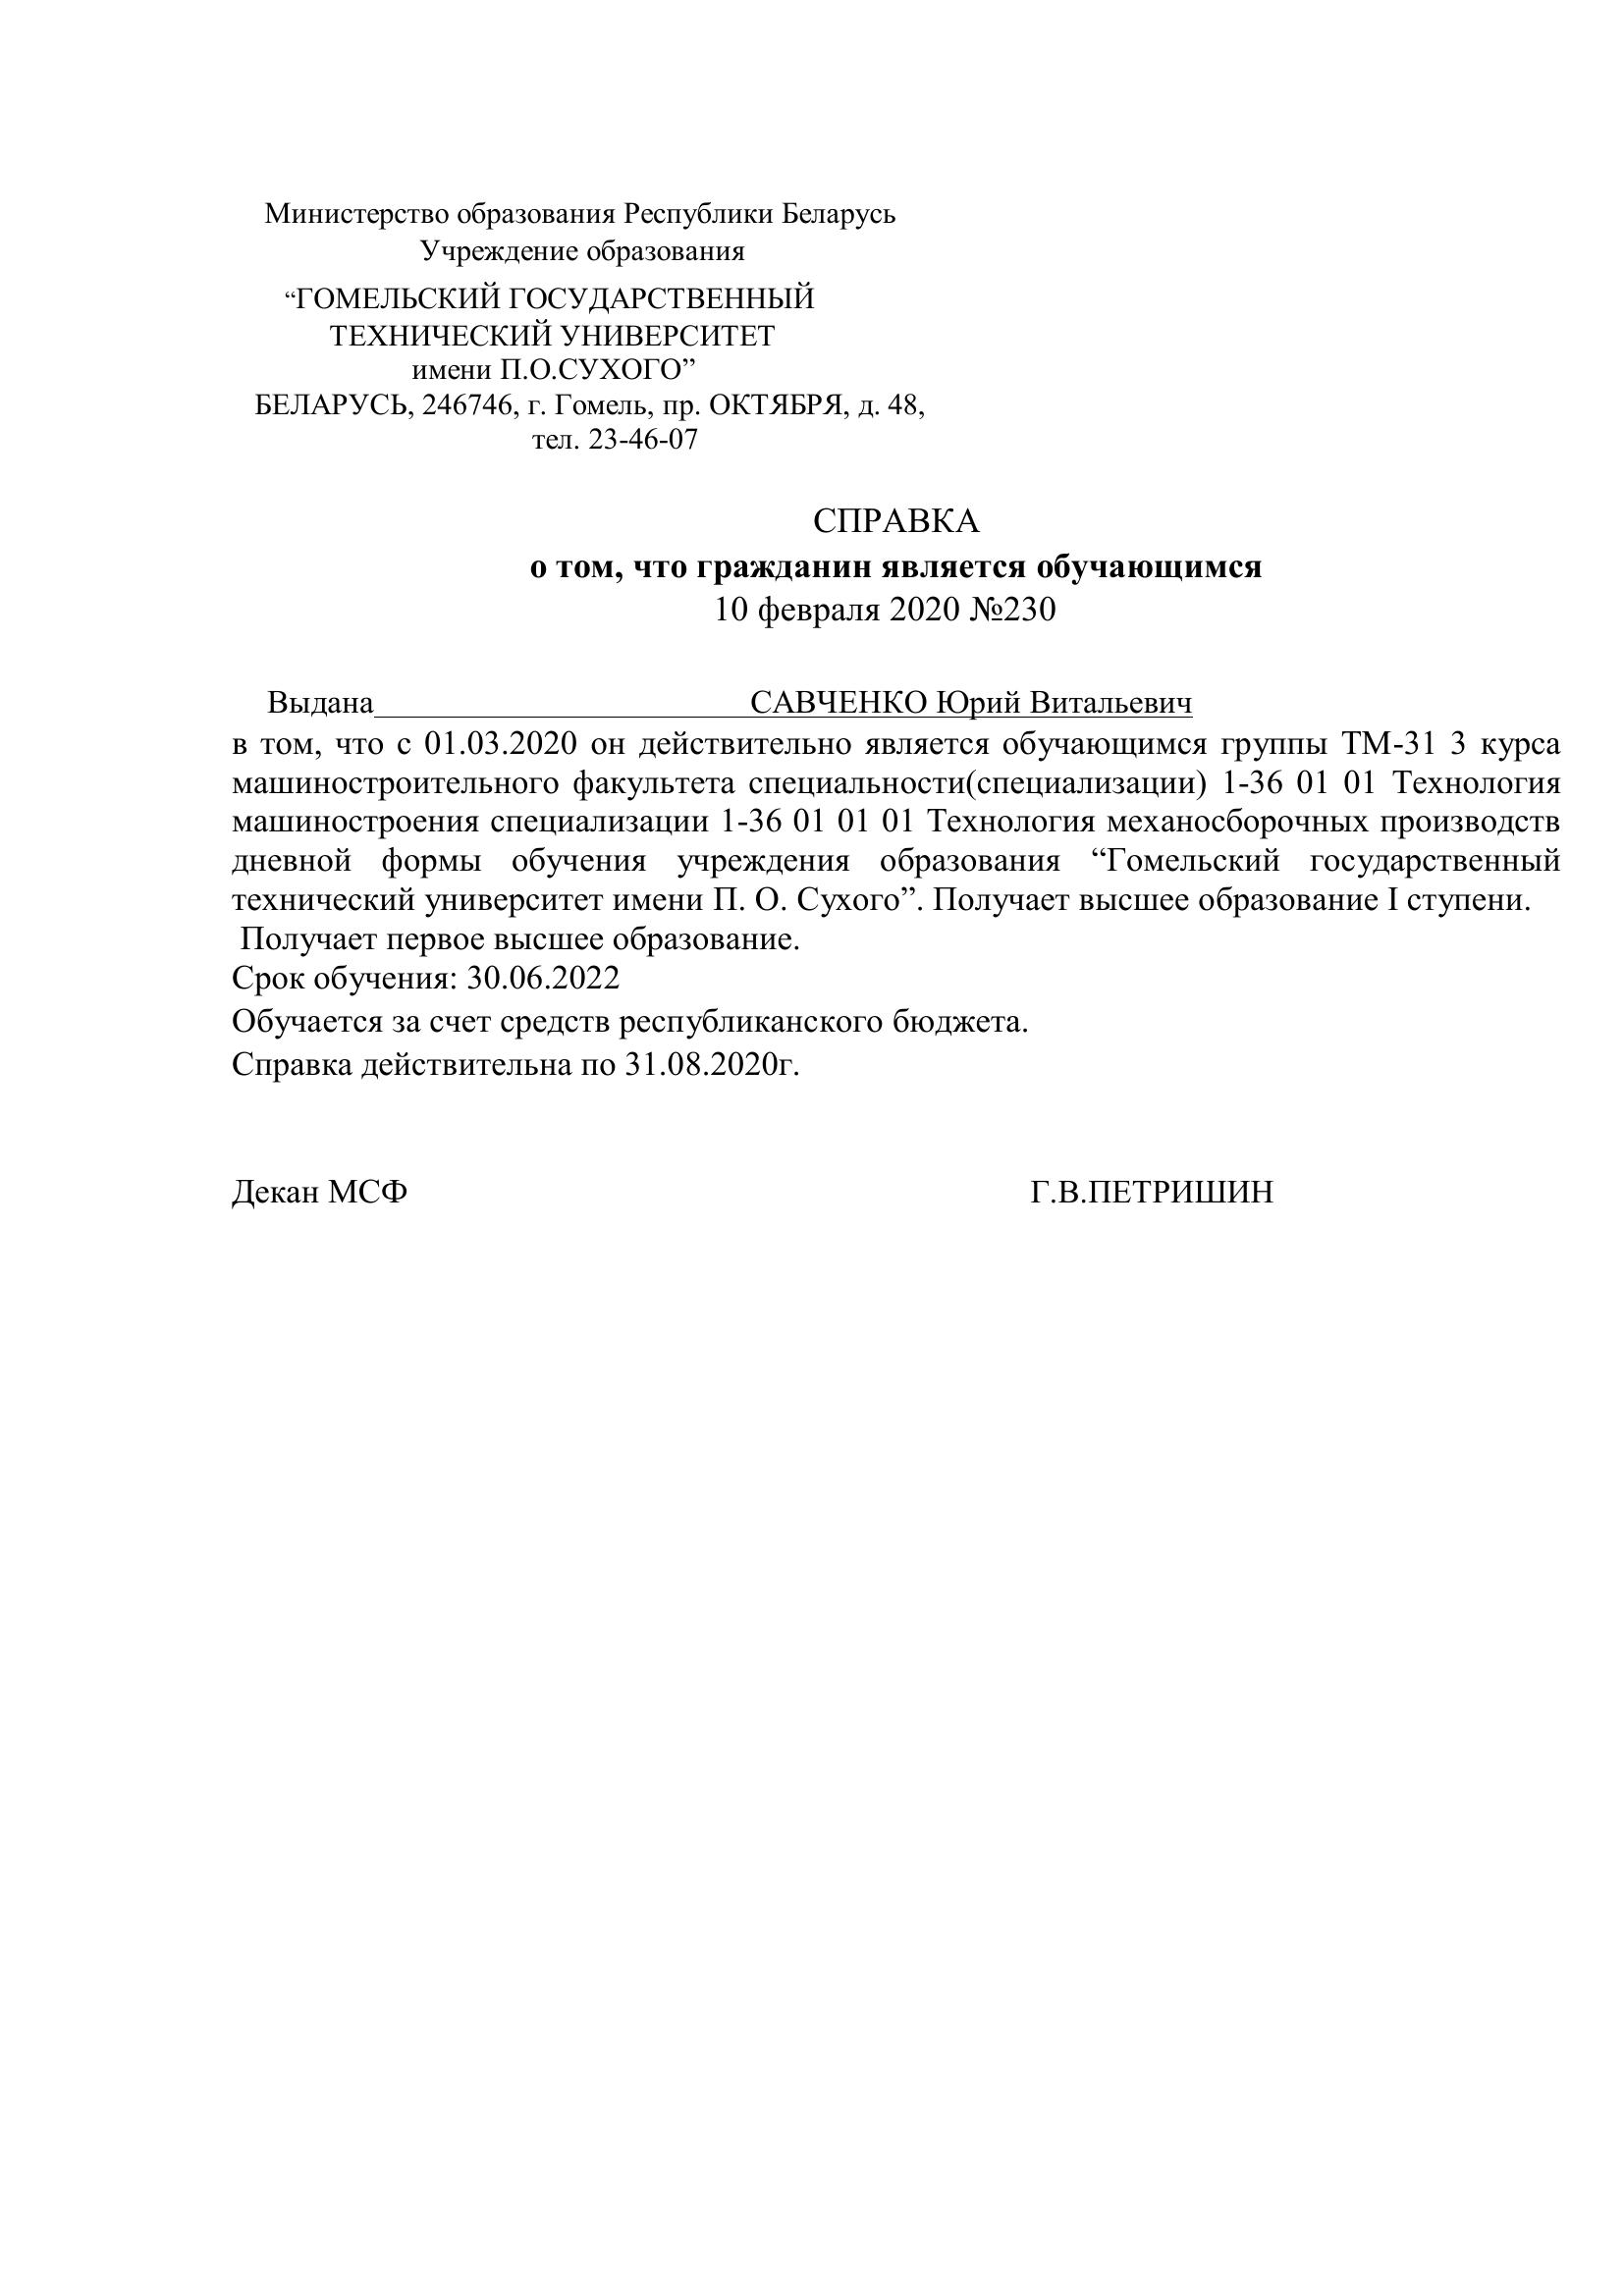 Министерство образования Республики Беларусь
Учреждение образования
“ГОМЕЛЬСКИЙ ГОСУДАРСТВЕННЫЙ
ТЕХНИЧЕСКИЙ УНИВЕРСИТЕТ
имени П.О.СУХОГО”
БЕЛАРУСЬ, 246746, г. Гомель, пр. ОКТЯБРЯ, д. 48,
тел. 23-46-07
СПРАВКА
о том, что гражданин является обучающимся
10 февраля 2020 №230
Выдана САВЧЕНКО Юрий Витальевич
в том, что с 01.03.2020 он действительно является обучающимся группы ТМ-31 3 курса
машиностроительного факультета специальности(специализации) 1-36 01 01 Технология
машиностроения специализации 1-36 01 01 01 Технология механосборочных производств
дневной формы обучения учреждения образования “Гомельский государственный
технический университет имени П. О. Сухого”. Получает высшее образование I ступени.
Получает первое высшее образование.
Срок обучения: 30.06.2022
Обучается за счет средств республиканского бюджета.
Справка действительна по 31.08.2020г.
Декан МСФ Г.В.ПЕТРИШИН